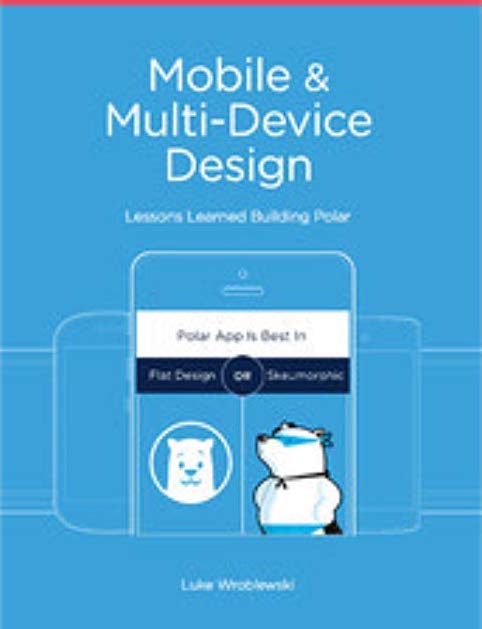 Mobile &
Multi-Device
Design
Lessons Learned Building Polar
Polar App Is Best In
Flat Design OR Skeumorphic
Luke Wroblewski